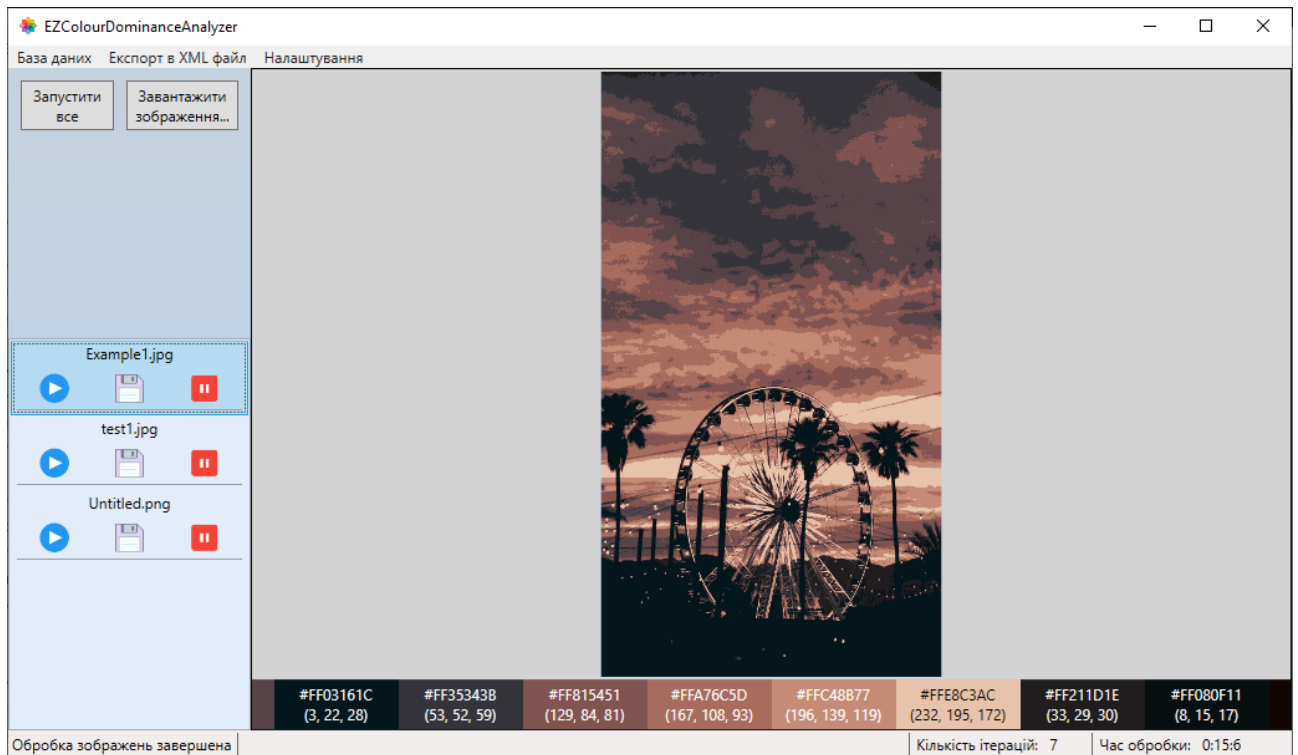 EZColourDominanceAnalyzer
База даних Експорт в XML файл Налаштування
Запустити
все
Завантажити
зображення...
Example1.jpg
test1.jpg
Untitled.png
#FF03161C
(3, 22, 28)
#FF35343B
(53, 52, 59)
#FF815451
(129, 84, 81)
#FFA76C5D
(167, 108, 93)
#FFC48B77
(196, 139, 119)
#FFE8C3AC
(232, 195, 172)
#FF211D1E
(33, 29, 30)
#FF080F11
(8, 15, 17)
Обробка зображень завершена
Кількість ітерацій: 7
Час обробки: 0:15:6